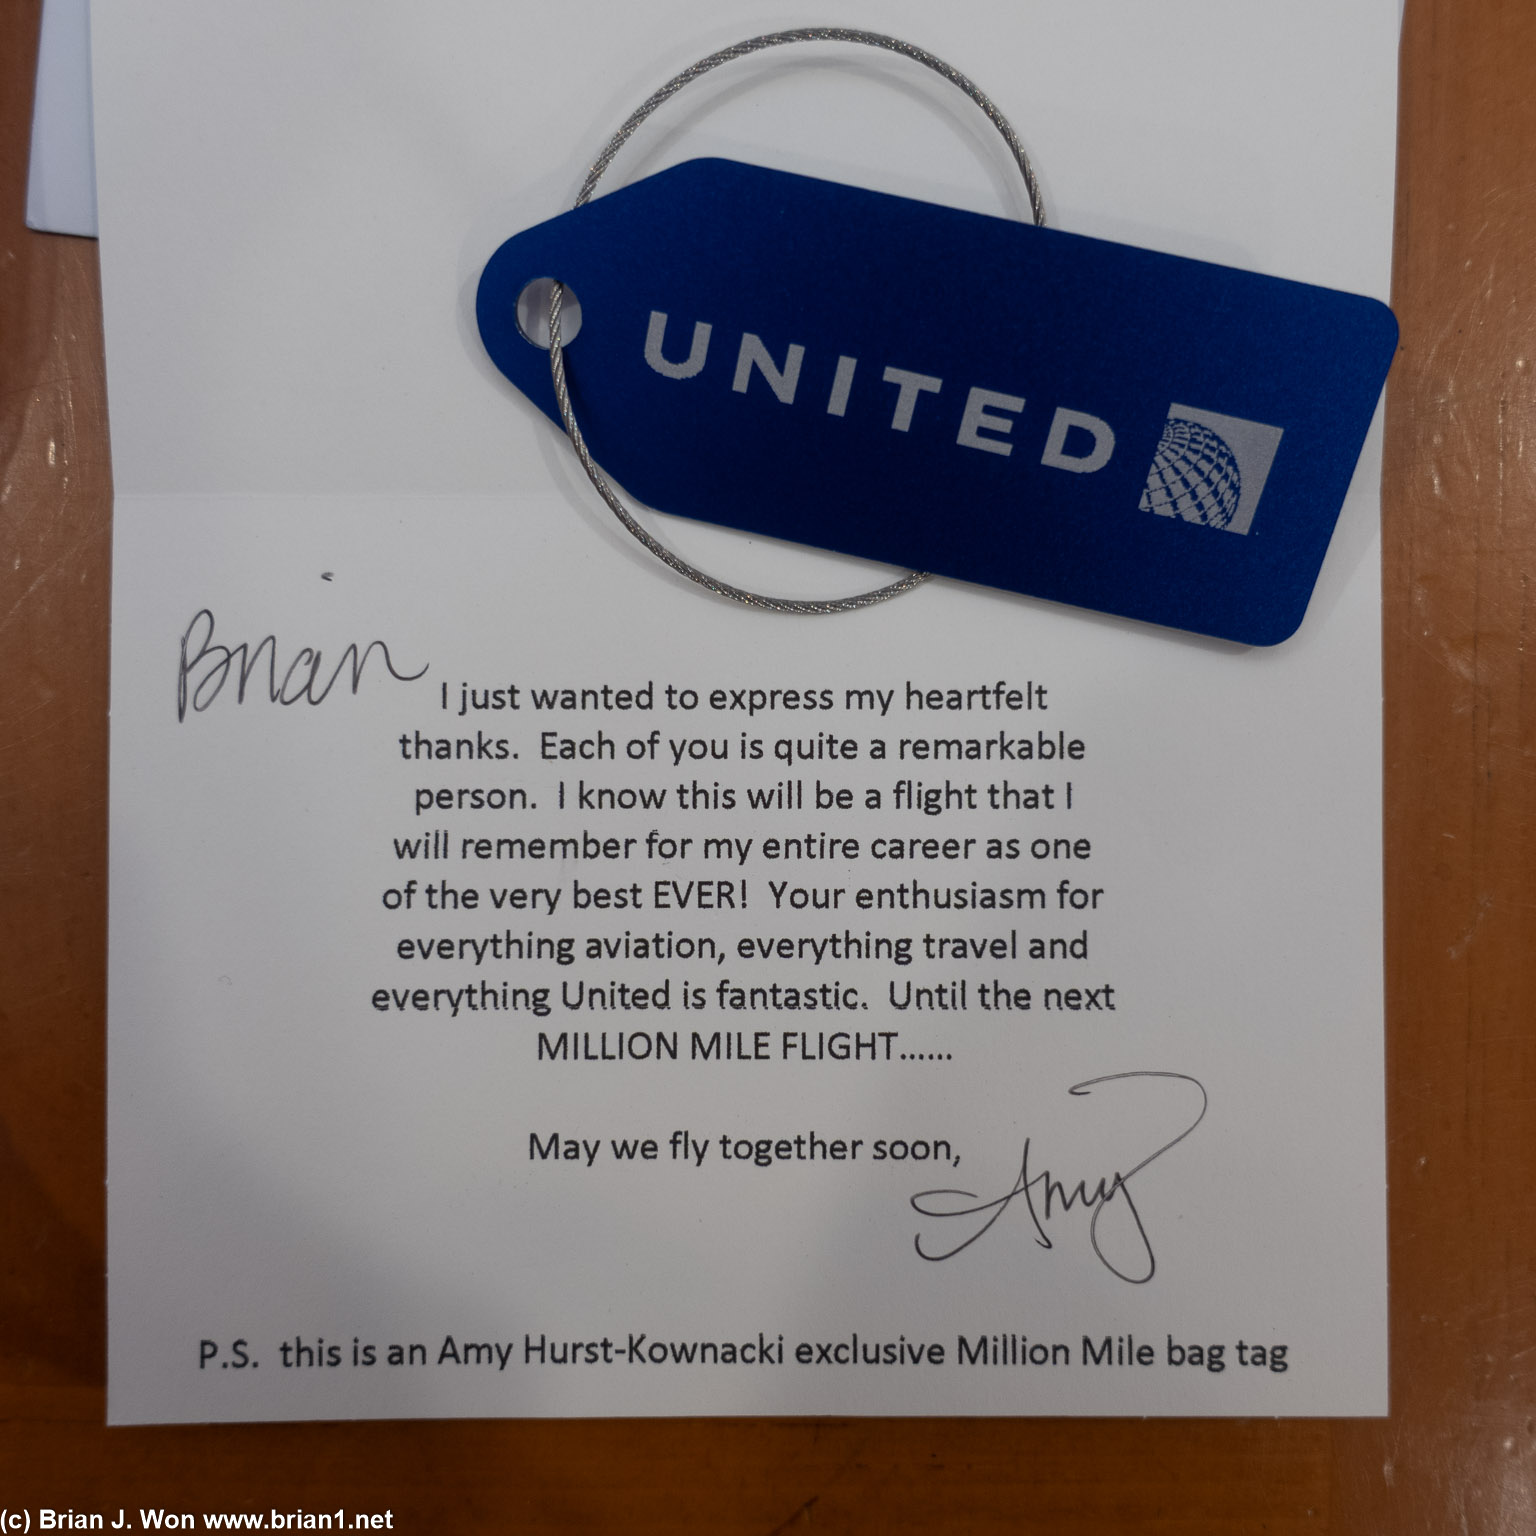 UNITED
Brian
I just wanted to express my heartfelt
thanks.  Each of you is quite a remarkable
person.  I know this will be a flight that I
will remember for my entire career as one
of the very best EVER!  Your enthusiasm for
everything aviation, everything travel and
everything United is fantastic.  Until the next
MILLION MILE FLIGHT......
May we fly together soon,
Amy
P.S.  this is an Amy Hurst-Kownacki exclusive Million Mile bag tag
(c) Brian J. Won www.brian1.net